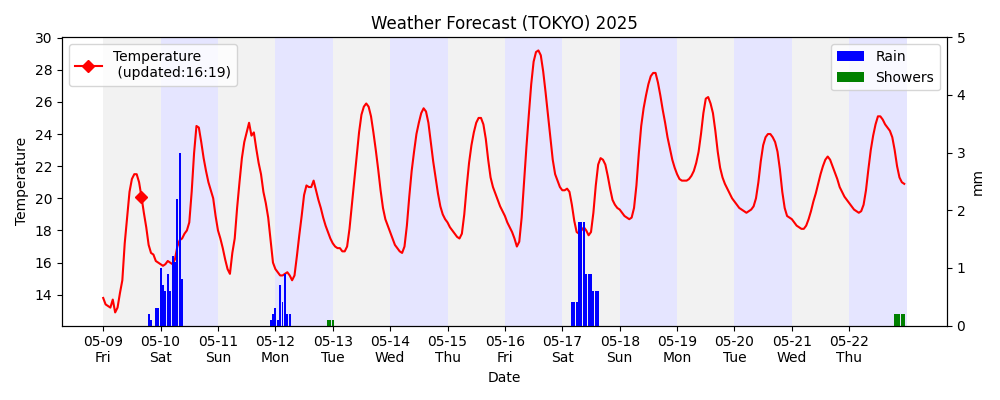 Weather Forecast (TOKYO) 2025
Temperature
(updated:16:19)
Rain
Showers
30
28
26
24
22
20
18
16
14
Temperature
5
4
3
2
1
0
mm
05-09 05-10 05-11 05-12 05-13 05-14 05-15 05-16 05-17 05-18 05-19 05-20 05-21 05-22
Fri Sat Sun Mon Tue Wed Thu Fri Sat Sun Mon Tue Wed Thu
Date